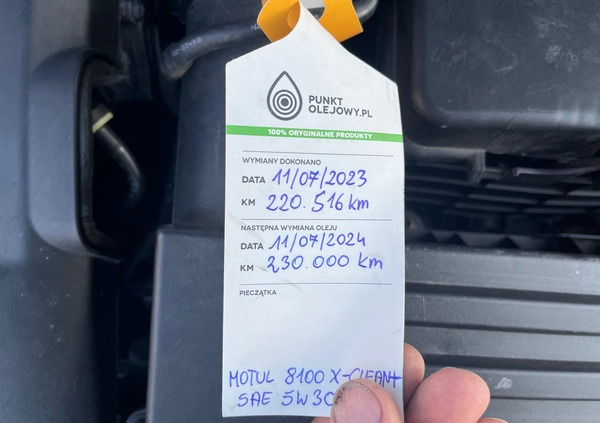 PUNKT
OLEJOWY.PL
100% ORYGINALNE PRODUKTY
WYMIANY DOKONANO
DATA 11/07/2023
KM 220.516 km
NASTĘPNA WYMIANA OLEJU
DATA 11/07/2024
KM 230.000 km
PIECZĄTKA
MOTUL 8100 X-CLEAN+
SAE 5W30